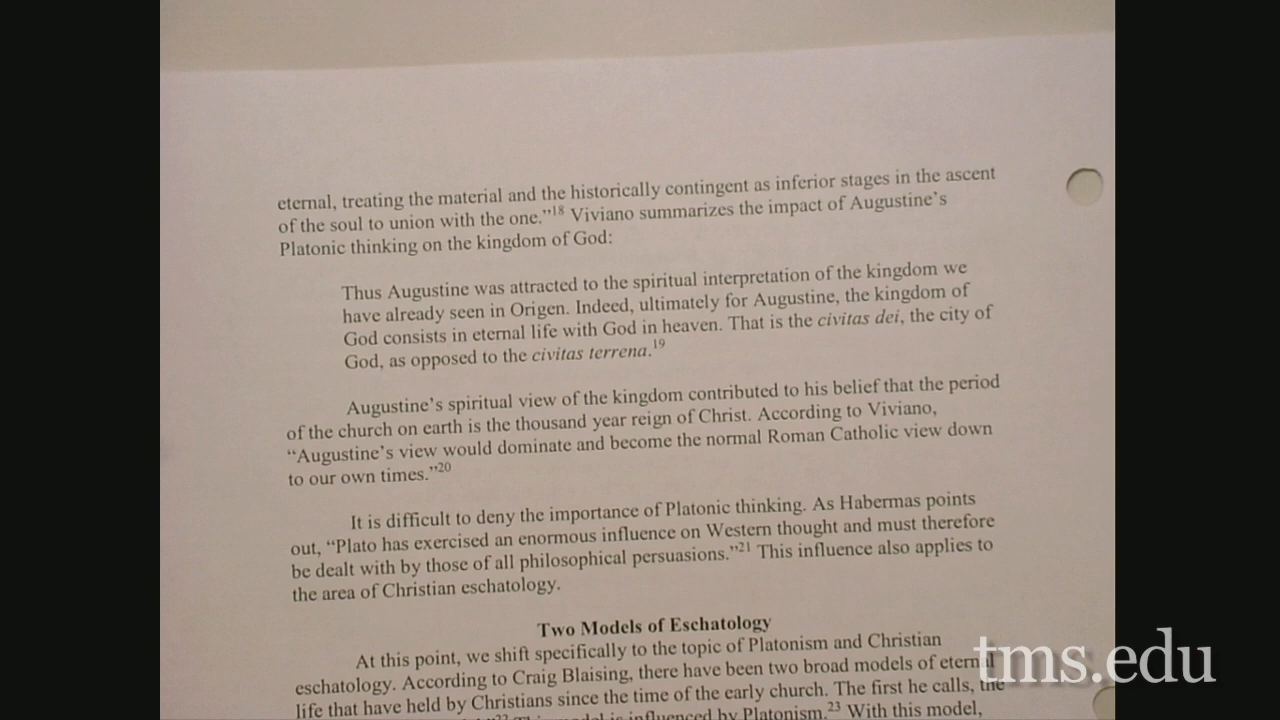 eternal, treating the material and the historically contingent as inferior stages in the ascent
of the soul to union with the one.”18 Viviano summarizes the impact of Augustine’s
Platonic thinking on the kingdom of God:
Thus Augustine was attracted to the spiritual interpretation of the kingdom we
have already seen in Origen. Indeed, ultimately for Augustine, the kingdom of
God consists in eternal life with God in heaven. That is the civitas dei, the city of
God, as opposed to the civitas terrena.19
Augustine’s spiritual view of the kingdom contributed to his belief that the period
of the church on earth is the thousand year reign of Christ. According to Viviano,
“Augustine’s view would dominate and become the normal Roman Catholic view down
to our own times.”20
It is difficult to deny the importance of Platonic thinking. As Habermas points
out, “Plato has exercised an enormous influence on Western thought and must therefore
be dealt with by those of all philosophical persuasions.”21 This influence also applies to
the area of Christian eschatology.
Two Models of Eschatology
At this point, we shift specifically to the topic of Platonism and Christian
eschatology. According to Craig Blaising, there have been two broad models of eternal
life that have held by Christians since the time of the early church. The first he calls, the
is influenced by Platonism.23 With this model,
tms.edu